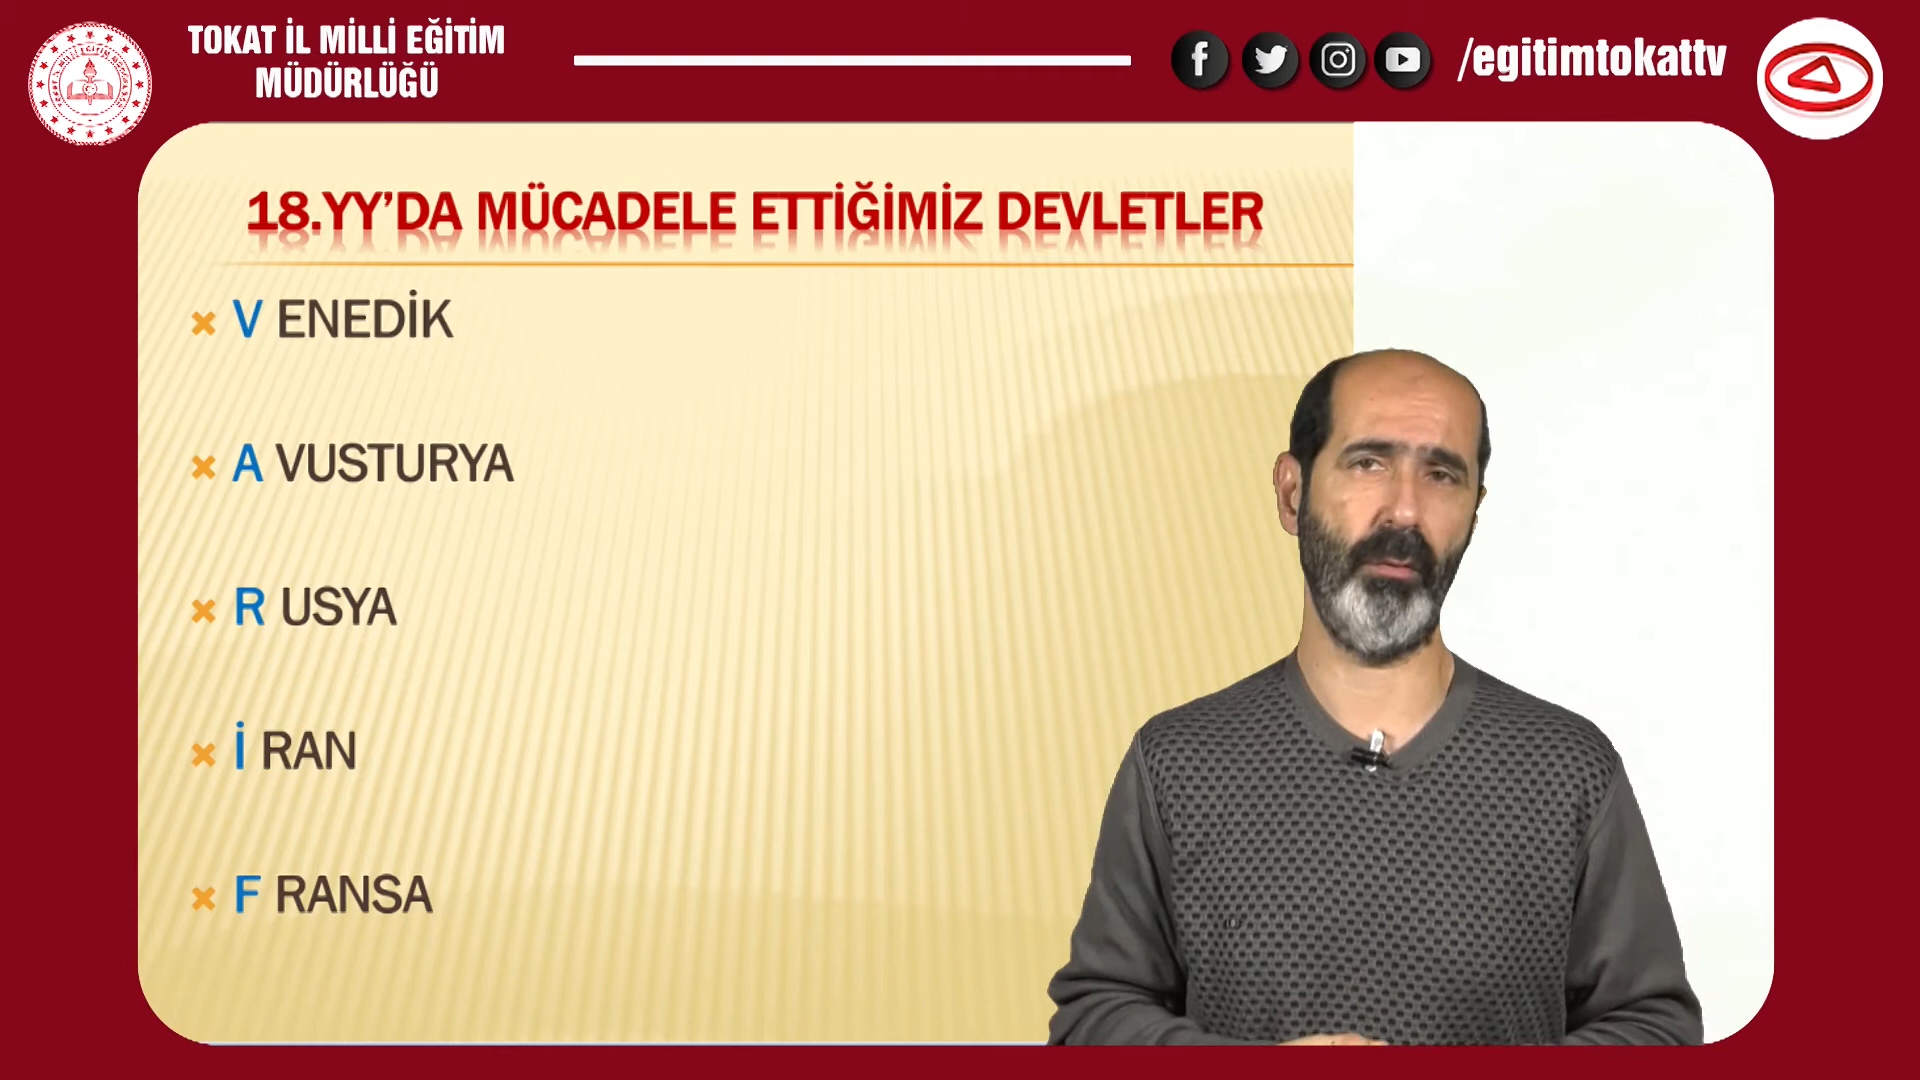 TOKAT İL MİLLİ EĞİTİM
MÜDÜRLÜĞÜ
/egitimtokattv
18.YY’DA MÜCADELE ETTİĞİMİZ DEVLETLER
V ENEDİK
A VUSTURYA
R USYA
İ RAN
F RANSA